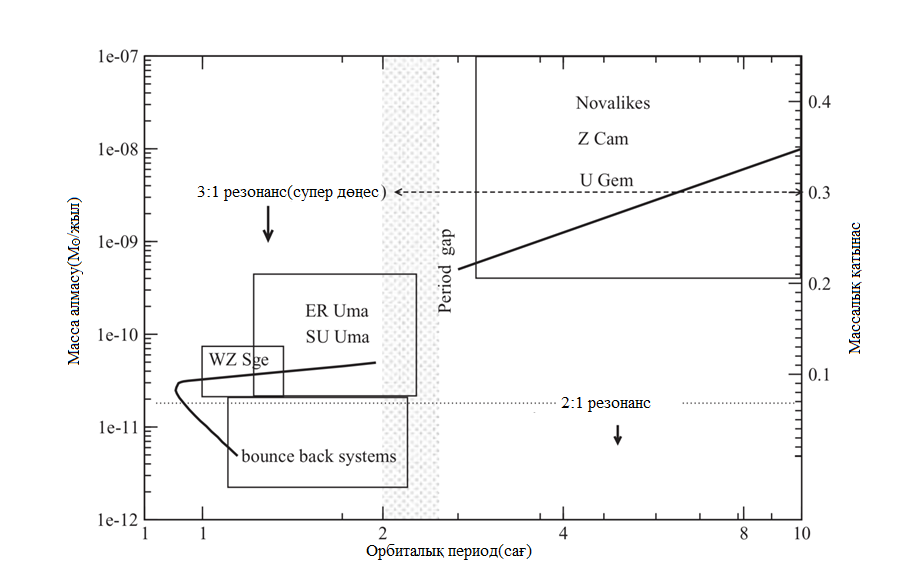 1e-07
1e-08
1e-09
1e-10
1e-11
1e-12
Масса алмасу(М⊙/жыл)
Novalikes
Z Cam
U Gem
3:1 резонанс(супер дөңес)
Period gap
ER Uma
SU Uma
WZ Sge
2:1 резонанс
bounce back systems
0.4
0.3
0.2
0.1
Массалық қатынас
1 1 2 4 6 8 10
Орбиталық период(сағ)